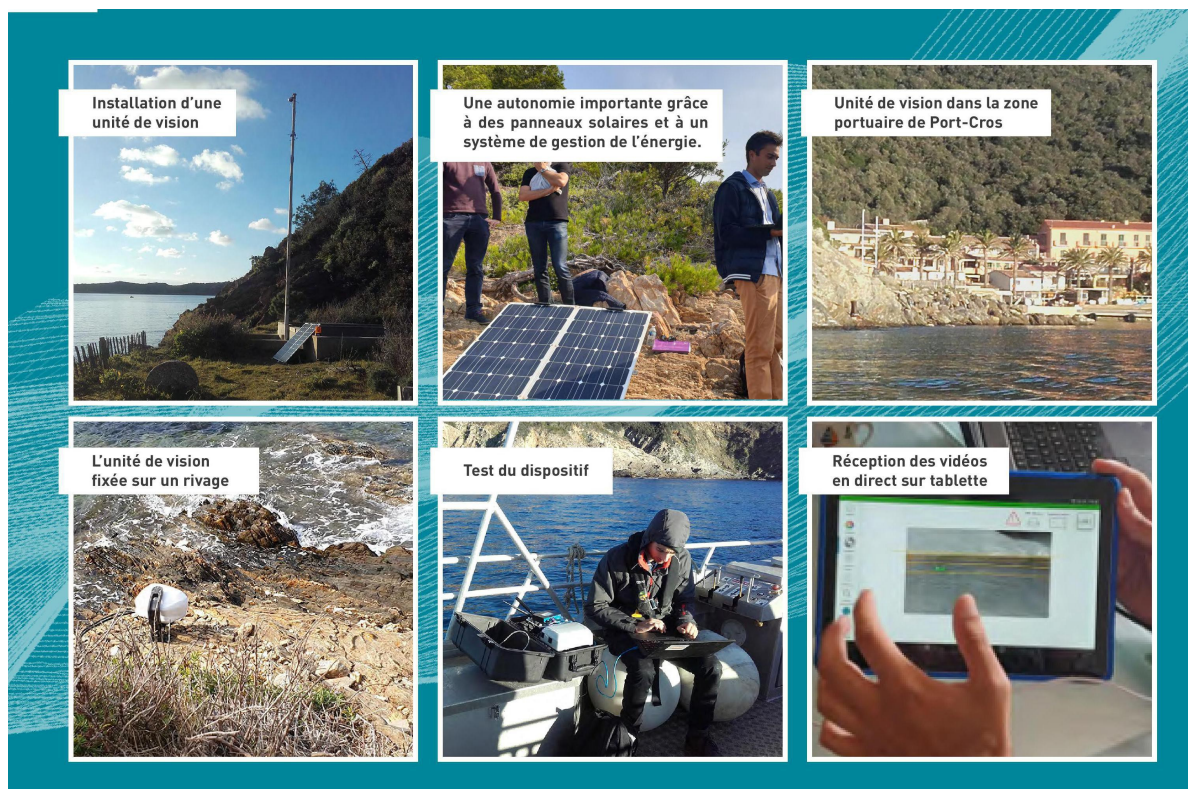 Installation d'une
unité de vision
Une autonomie importante grâce
à des panneaux solaires et à un
système de gestion de l'énergie.
Unité de vision dans la zone
portuaire de Port-Cros
L'unité de vision
fixée sur un rivage
Test du dispositif
Réception des vidéos
en direct sur tablette